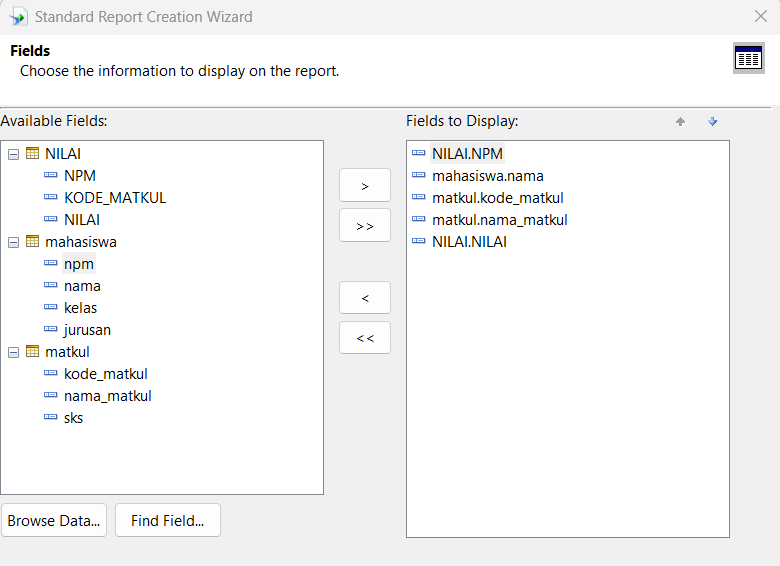 Standard Report Creation Wizard
Fields
Choose the information to display on the report.
Available Fields:
NILAI
NPM
KODE_MATKUL
NILAI
mahasiswa
npm
nama
kelas
jurusan
matkul
kode_matkul
nama_matkul
sks
>
>>
<
<<
Fields to Display:
NILAI.NPM
mahasiswa.nama
matkul.kode_matkul
matkul.nama_matkul
NILAI.NILAI
Browse Data...
Find Field...